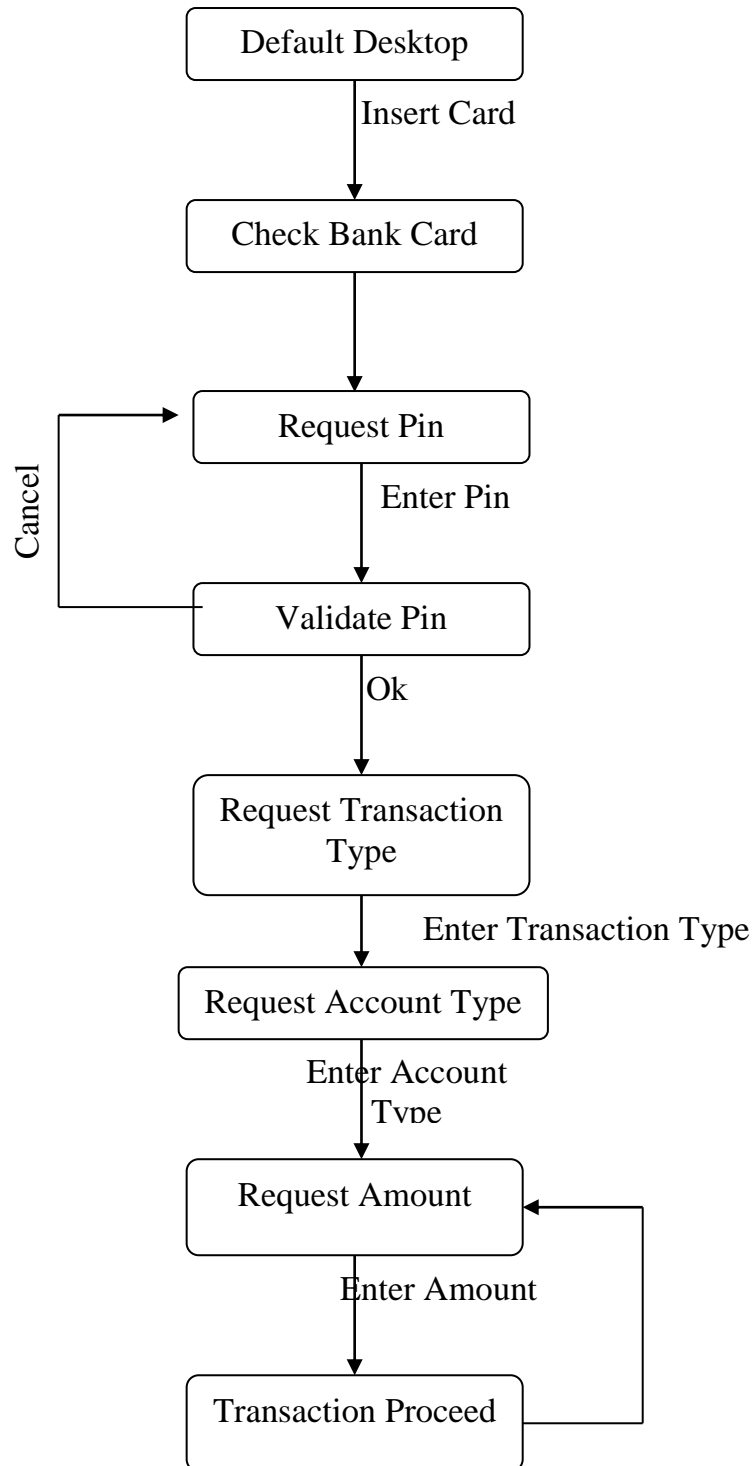 Default Desktop
Insert Card
Check Bank Card
Request Pin
Cancel
Enter Pin
Validate Pin
Ok
Request Transaction
Type
Enter Transaction Type
Request Account Type
Enter Account
Type
Request Amount
Enter Amount
Transaction Proceed